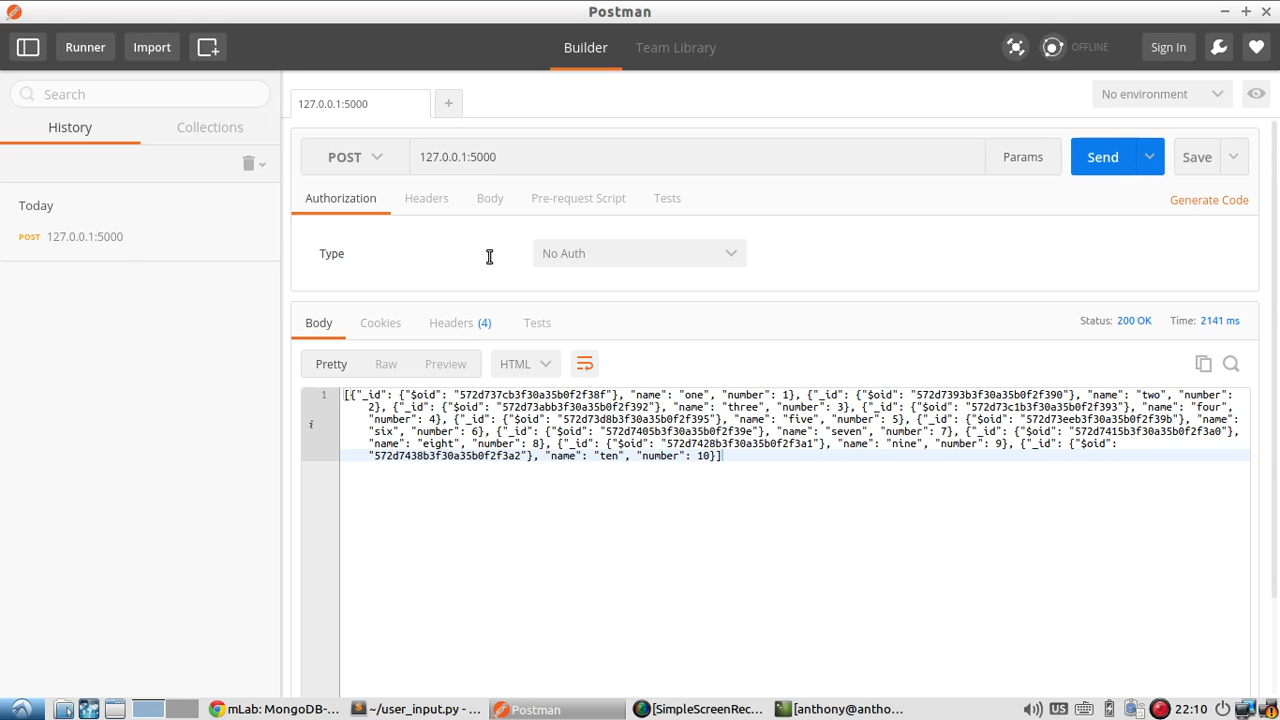 Postman
Runner
Import
Builder
Team Library
OFFLINE
Sign In
Search
History
Collections
Today
POST 127.0.0.1:5000
127.0.0.1:5000
+
No environment
POST
127.0.0.1:5000
Params
Send
Save
Authorization
Headers
Body
Pre-request Script
Tests
Generate Code
Type
No Auth
Body
Cookies
Headers (4)
Tests
Status: 200 OK
Time: 2141 ms
Pretty
Raw
Preview
HTML
1
i
[{"_id": {"$oid": "572d737cb3f30a35b0f2f38f"}, "name": "one", "number": 1}, {"_id": {"$oid": "572d7393b3f30a35b0f2f390"}, "name": "two", "number":
2}, {"_id": {"$oid": "572d73abb3f30a35b0f2f392"}, "name": "three", "number": 3}, {"_id": {"$oid": "572d73c1b3f30a35b0f2f393"}, "name": "four",
"number": 4}, {"_id": {"$oid": "572d73d8b3f30a35b0f2f395"}, "name": "five", "number": 5}, {"_id": {"$oid": "572d73eeb3f30a35b0f2f39b"}, "name":
"six", "number": 6}, {"_id": {"$oid": "572d7405b3f30a35b0f2f39e"}, "name": "seven", "number": 7}, {"_id": {"$oid": "572d7415b3f30a35b0f2f3a0"},
"name": "eight", "number": 8}, {"_id": {"$oid": "572d7428b3f30a35b0f2f3a1"}, "name": "nine", "number": 9}, {"_id": {"$oid":
"572d7438b3f30a35b0f2f3a2"}, "name": "ten", "number": 10}]
mLab: MongoDB-...
~/user_input.py - ...
Postman
[SimpleScreenRec...
[anthony@antho...
US
22:10